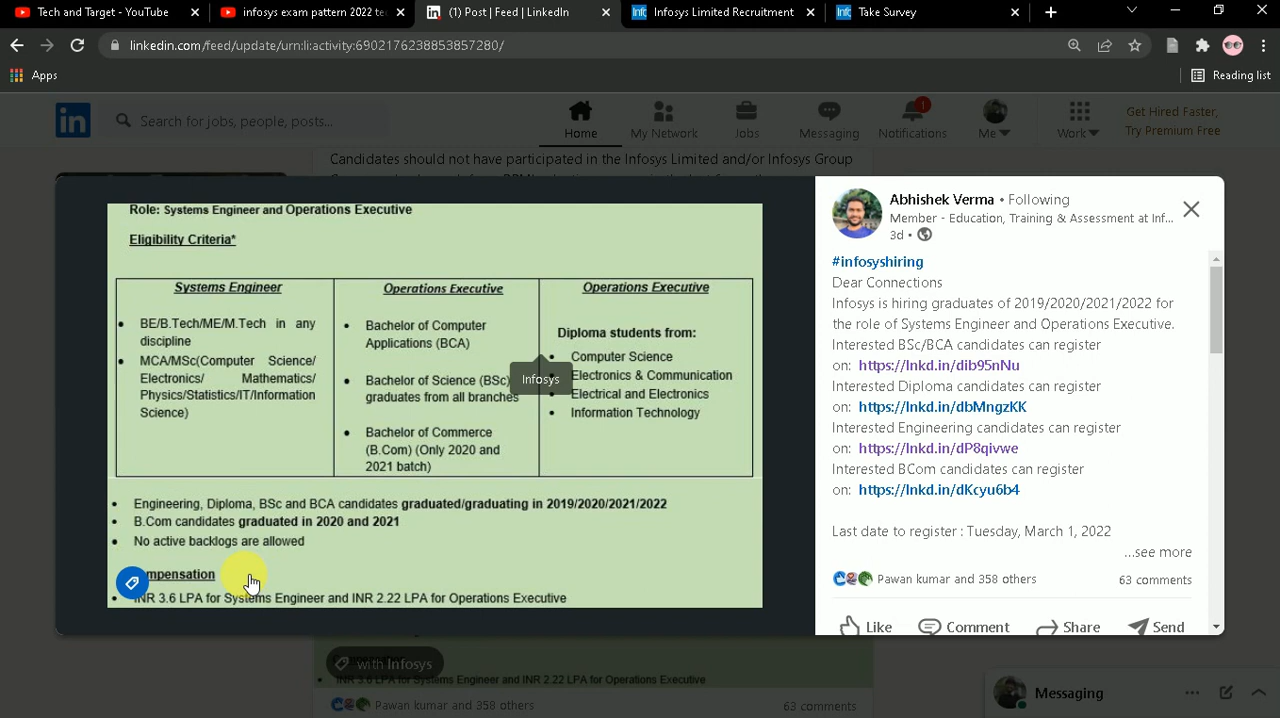 Tech and Target - YouTube
infosys exam pattern 2022 te
(1) Post | Feed | LinkedIn
Infosys Limited Recruitment
Take Survey
linkedin.com/feed/update/urn:li:activity:6902176238853857280/
Apps
Reading list
Search for jobs, people, posts...
Home
My Network
Jobs
Messaging
1
Notifications
Me
Work
Get Hired Faster,
Try Premium Free
Candidates should not have participated in the Infosys Limited and/or Infosys Group
Role: Systems Engineer and Operations Executive
Eligibility Criteria*
Systems Engineer
BE/B.Tech/ME/M.Tech in any
discipline
MCA/MSc(Computer Science/
Electronics/ Mathematics/
Physics/Statistics/IT/Information
Science)
Operations Executive
Bachelor of Computer
Applications (BCA)
Bachelor of Science (BSc)
graduates from all branches
Bachelor of Commerce
(B.Com) (Only 2020 and
2021 batch)
Operations Executive
Diploma students from:
Computer Science
Electronics & Communication
Electrical and Electronics
Information Technology
Infosys
Engineering, Diploma, BSc and BCA candidates graduated/graduating in 2019/2020/2021/2022
B.Com candidates graduated in 2020 and 2021
No active backlogs are allowed
mpensation
INR 3.6 LPA for Systems Engineer and INR 2.22 LPA for Operations Executive
Abhishek Verma • Following
Member - Education, Training & Assessment at Inf...
3d •
#infosyshiring
Dear Connections
Infosys is hiring graduates of 2019/2020/2021/2022 for
the role of Systems Engineer and Operations Executive.
Interested BSc/BCA candidates can register
on: https://lnkd.in/dib95nNu
Interested Diploma candidates can register
on: https://lnkd.in/dbMngzKK
Interested Engineering candidates can register
on: https://lnkd.in/dP8qivwe
Interested BCom candidates can register
on: https://lnkd.in/dKcyu6b4
Last date to register : Tuesday, March 1, 2022
...see more
Pawan kumar and 358 others
63 comments
Like
Comment
Share
Send
with Infosys
INR 3.6 LPA for Systems Engineer and INR 2.22 LPA for Operations Executive
Pawan kumar and 358 others
63 comments
Messaging